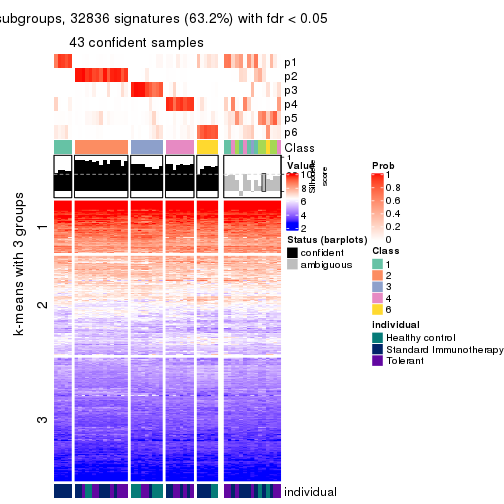 subgroups, 32836 signatures (63.2%) with fdr < 0.05
43 confident samples
p1
p2
p3
p4
p5
p6
Class
1
Silhouette
score
Value
10
8
6
4
2
Prob
1
0.8
0.6
0.4
0.2
0
Status (barplots)
confident
ambiguous
Class
1
2
3
4
6
individual
Healthy control
Standard Immunotherapy
Tolerant
k-means with 3 groups
1
2
3
individual